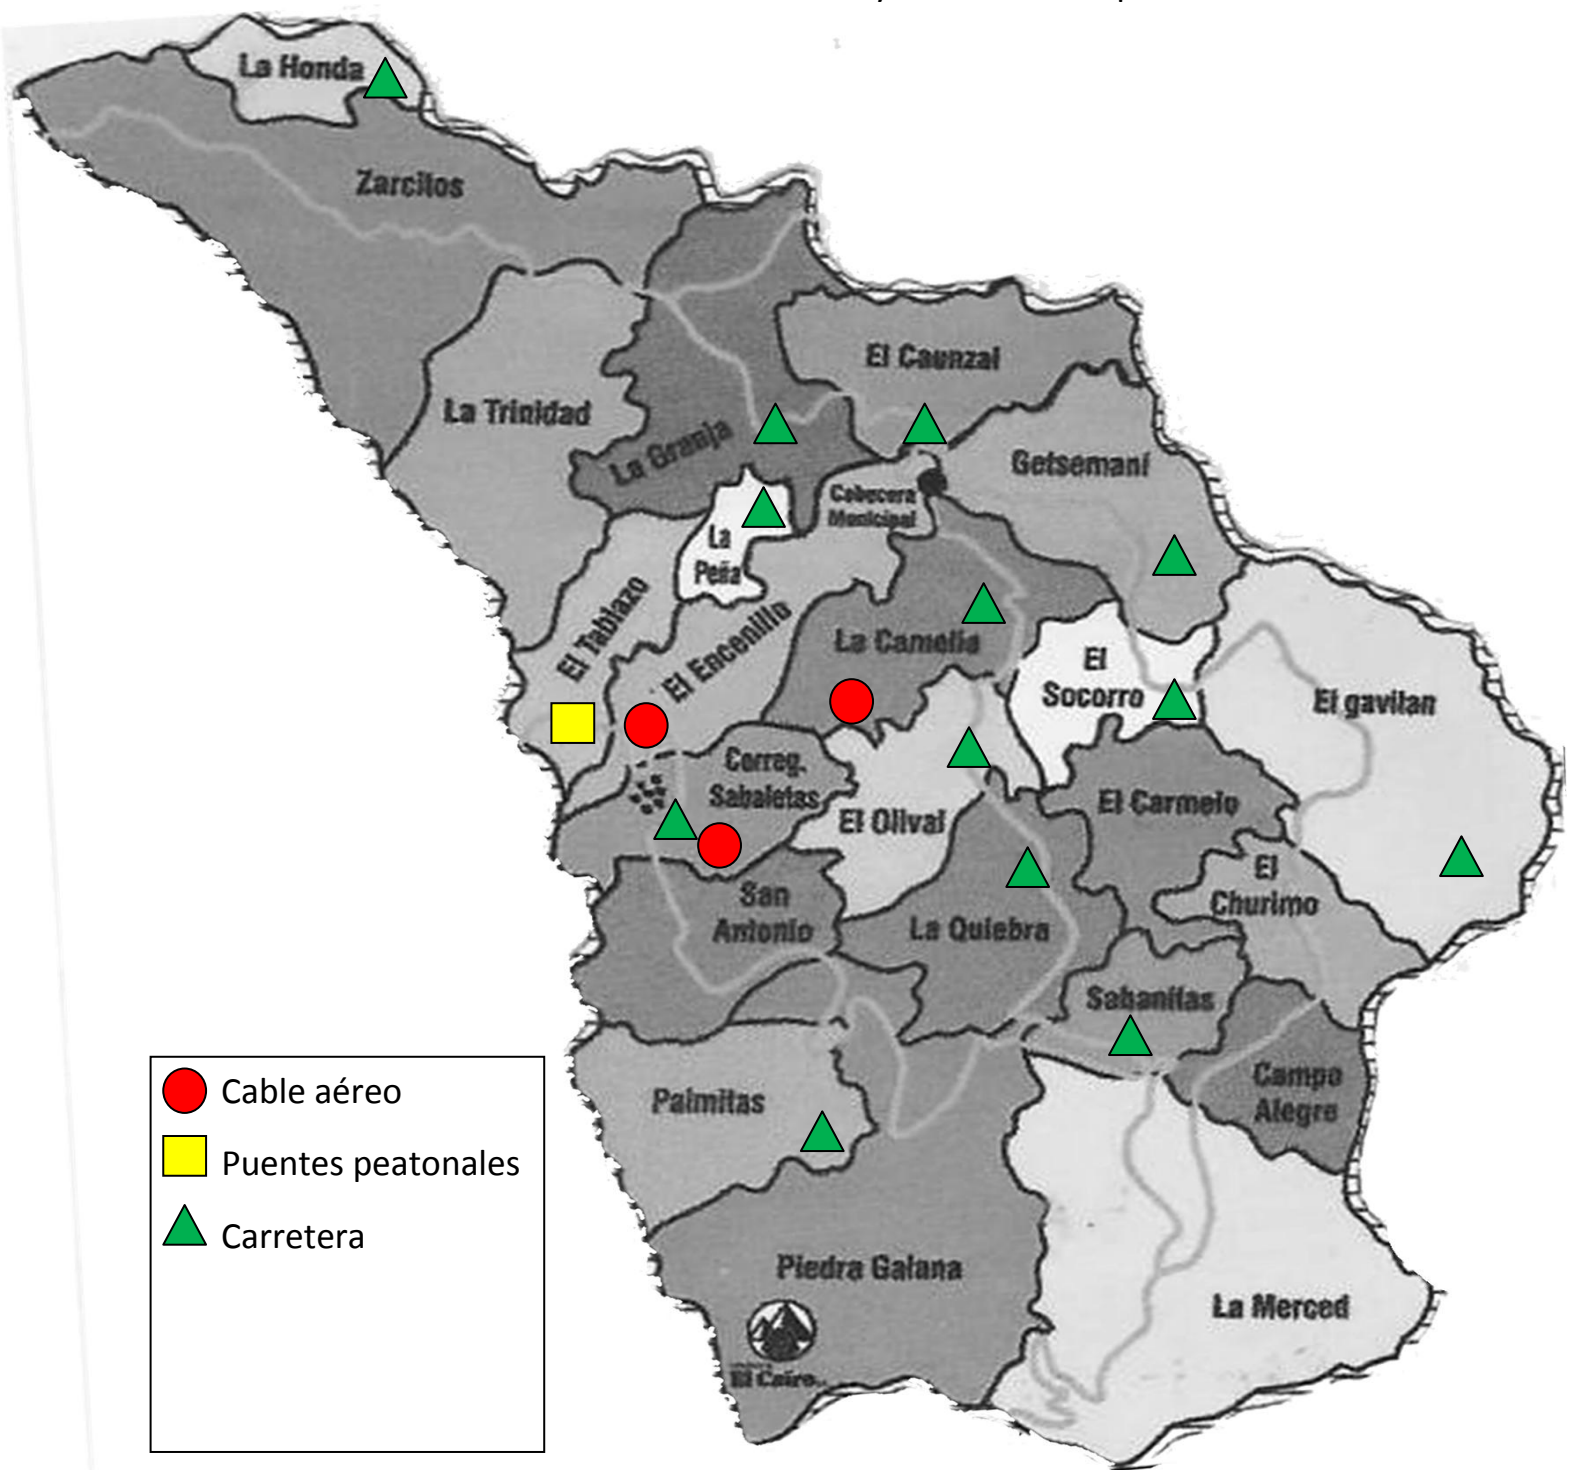 La Honda
Zarcitos
El Caunzal
La Trinidad
La Granja
Getsemaní
Cabecera
Municipal
La
Peña
El Tablazo
El Encenillo
La Camelia
El
Socorro
El gavilan
Correg.
Sabaletas
El Olival
El Carmelo
El
Churimo
San
Antonio
La Quiebra
Sabanitas
Campo
Alegre
Palmitas
Piedra Galana
La Merced
El Cairo
Cable aéreo
Puentes peatonales
Carretera